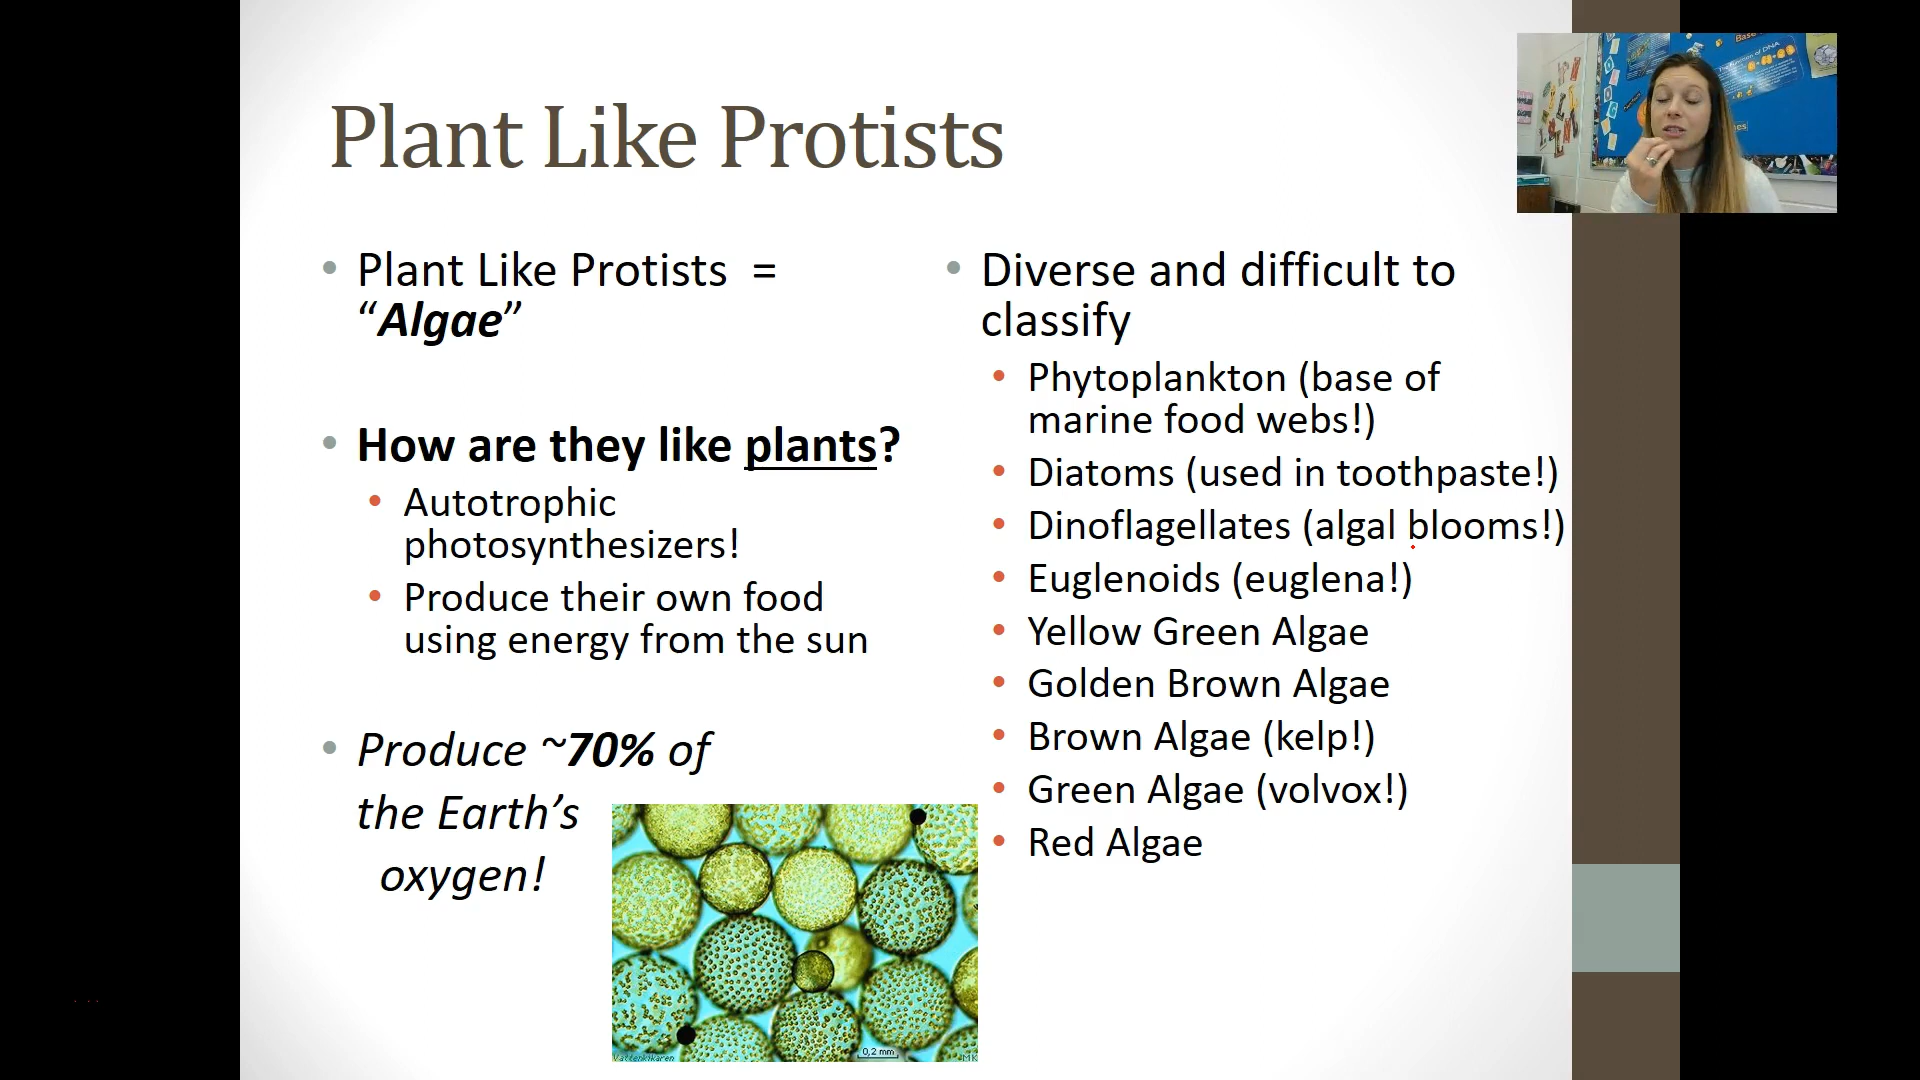 Plant Like Protists
Plant Like Protists =
“Algae”
How are they like plants?
Autotrophic
photosynthesizers!
Produce their own food
using energy from the sun
Produce ~70% of
the Earth’s
oxygen!
Diverse and difficult to
classify
Phytoplankton (base of
marine food webs!)
Diatoms (used in toothpaste!)
Dinoflagellates (algal blooms!)
Euglenoids (euglena!)
Yellow Green Algae
Golden Brown Algae
Brown Algae (kelp!)
Green Algae (volvox!)
Red Algae
Vattenkikaren
0,2 mm
MK